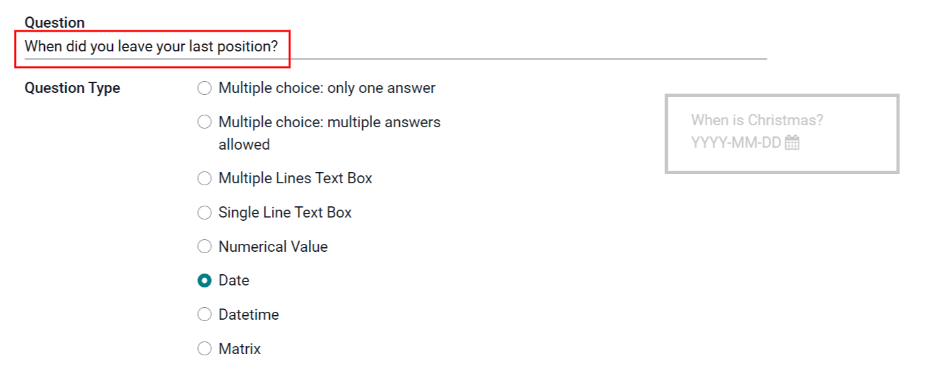 Question
When did you leave your last position?
Question Type
Multiple choice: only one answer
Multiple choice: multiple answers
allowed
Multiple Lines Text Box
Single Line Text Box
Numerical Value
Date
Datetime
Matrix
When is Christmas?
YYYY-MM-DD